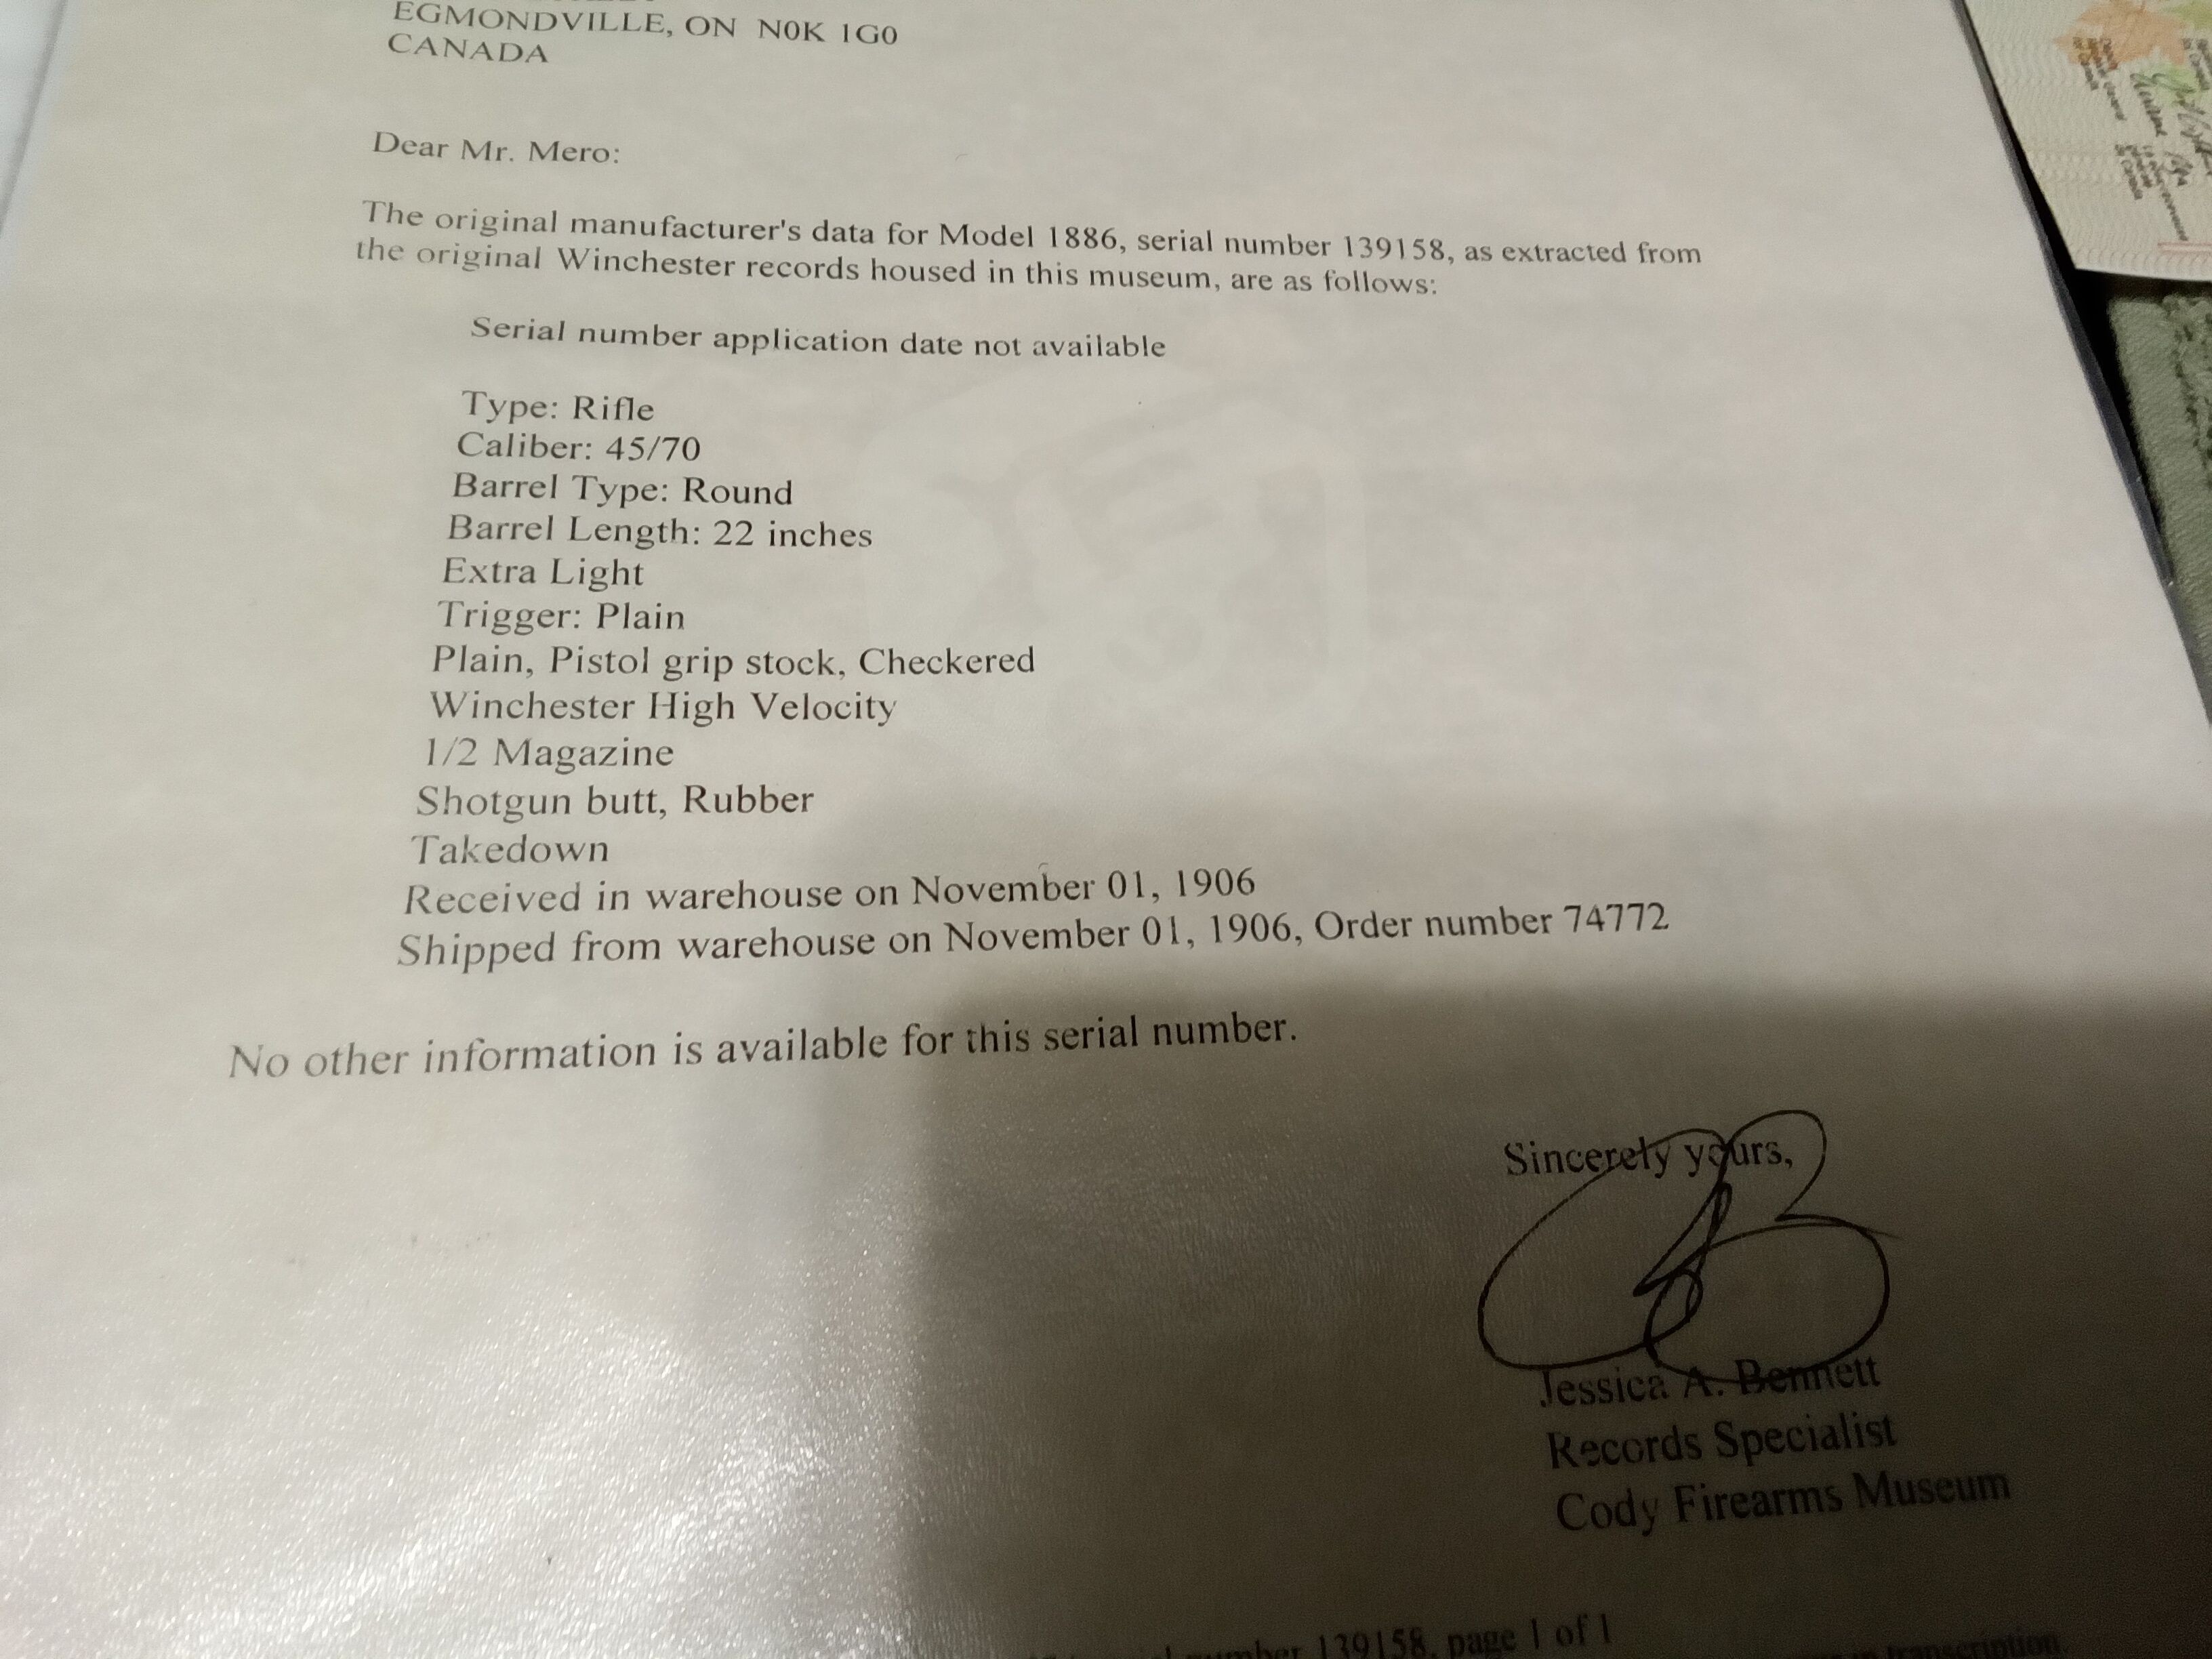 EGMONDVILLE, ON N0K 1G0
CANADA
Dear Mr. Mero:
The original manufacturer's data for Model 1886, serial number 139158, as extracted from
the original Winchester records housed in this museum, are as follows:
Serial number application date not available
Type: Rifle
Caliber: 45/70
Barrel Type: Round
Barrel Length: 22 inches
Extra Light
Trigger: Plain
Plain, Pistol grip stock, Checkered
Winchester High Velocity
1/2 Magazine
Shotgun butt, Rubber
Takedown
Received in warehouse on November 01, 1906
Shipped from warehouse on November 01, 1906, Order number 74772
No other information is available for this serial number.
Sincerely yours,
Jessica A. Bennett
Records Specialist
Cody Firearms Museum
number 139158, page 1 of 1
in transcription.